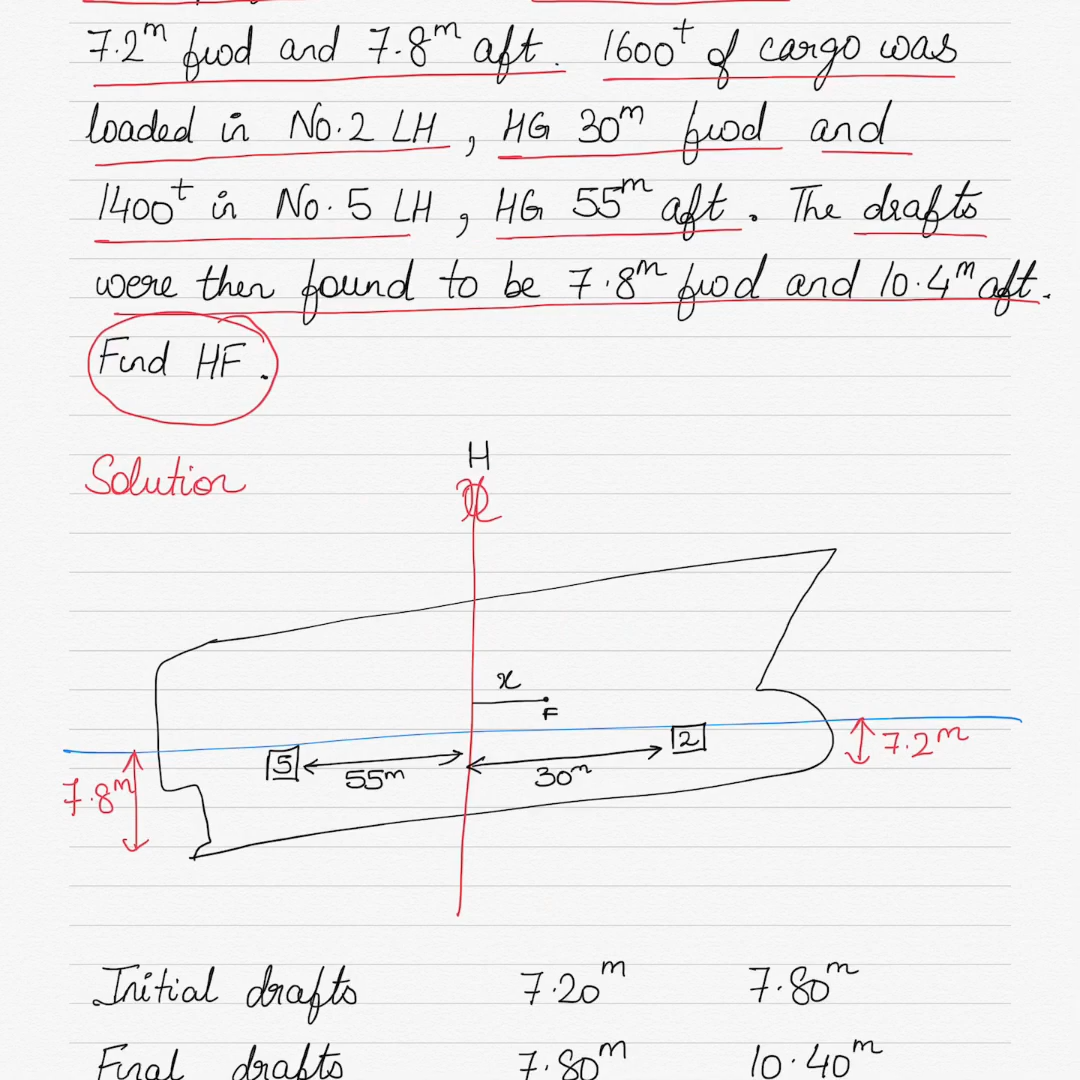 7.2m fwd and 7.8m aft. 1600t of cargo was
loaded in No.2 LH, HG 30m fwd and
1400t in No.5 LH, HG 55m aft. The drafts
were then found to be 7.8m fwd and 10.4m aft.
Find HF.
H
Solution
x
F
5
55m
30m
2
7.2m
7.8m
Initial drafts 7.20m 7.80m
Final drafts 7.80m 10.40m